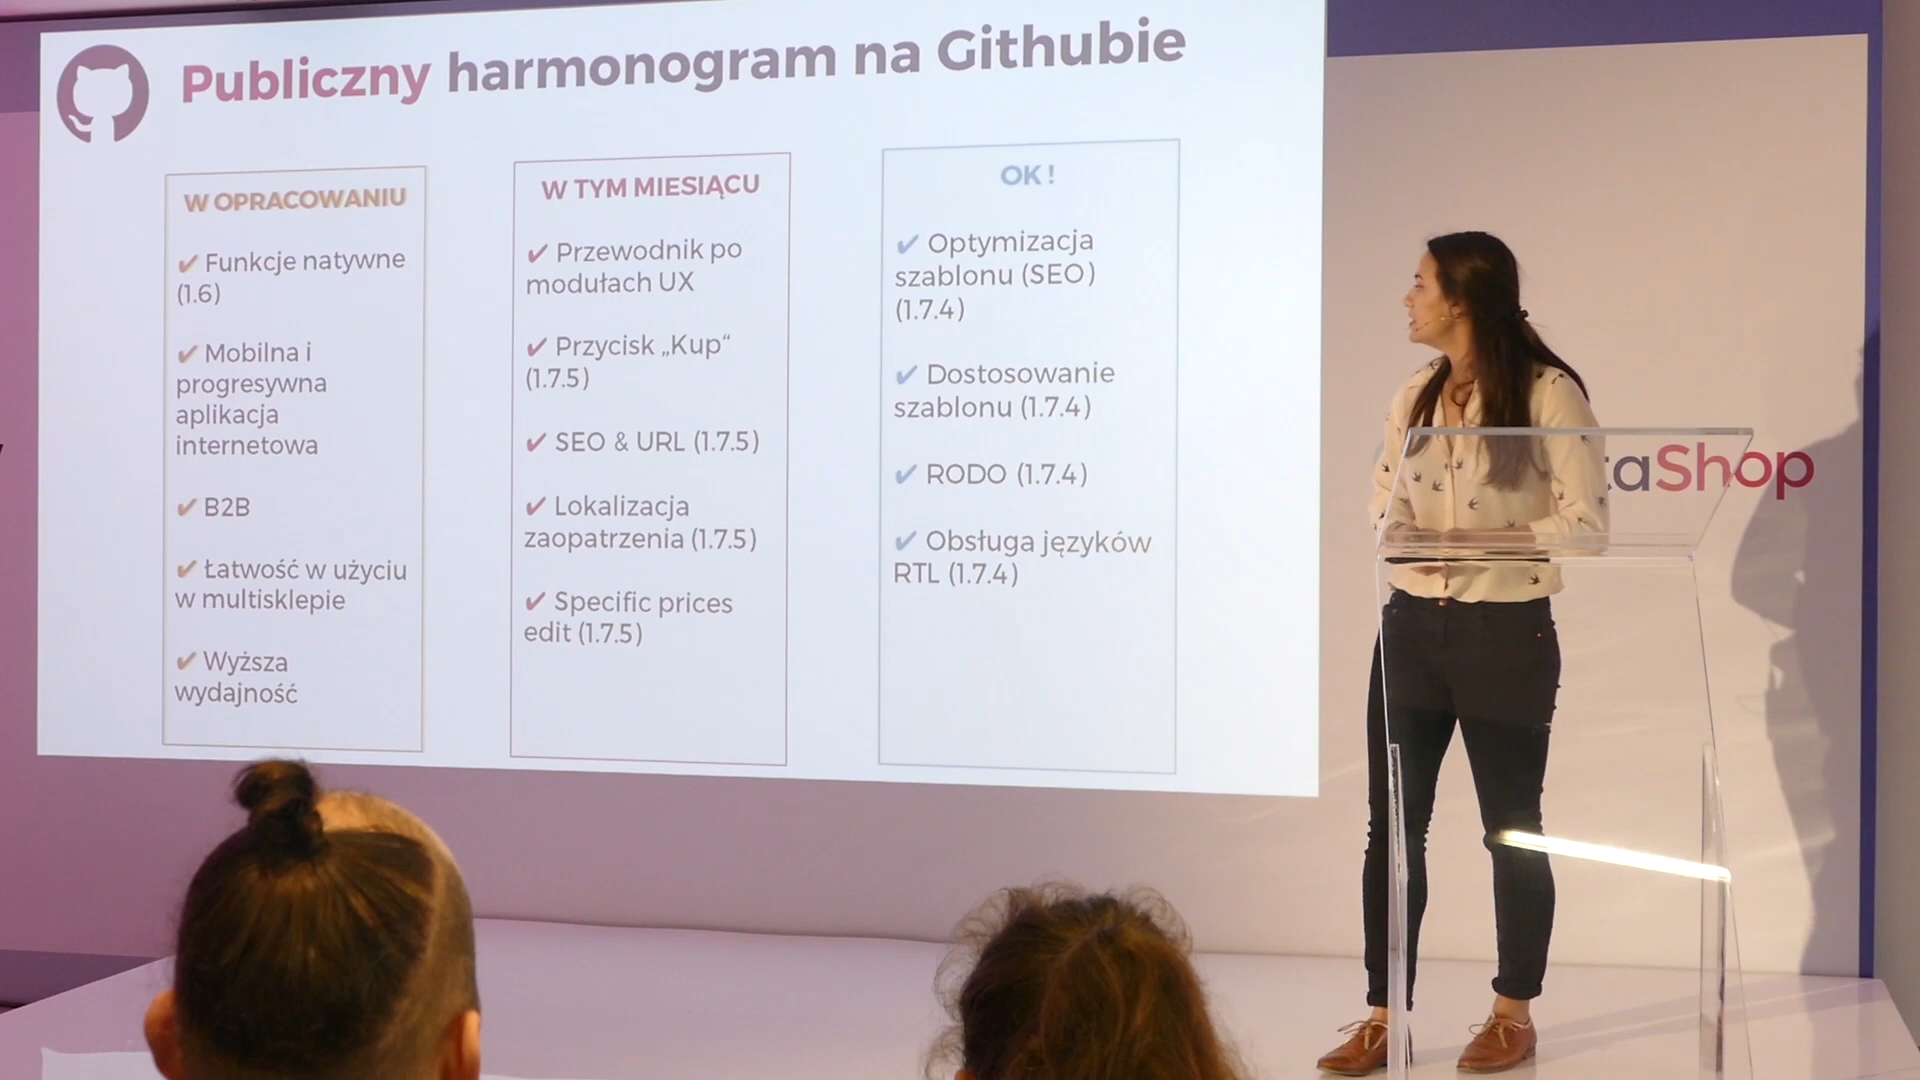 Publiczny harmonogram na Githubie
W OPRACOWANIU
✔ Funkcje natywne
(1.6)
✔ Mobilna i
progresywna
aplikacja
internetowa
✔ B2B
✔ Łatwość w użyciu
w multisklepie
✔ Wyższa
wydajność
W TYM MIESIĄCU
✔ Przewodnik po
modułach UX
✔ Przycisk „Kup“
(1.7.5)
✔ SEO & URL (1.7.5)
✔ Lokalizacja
zaopatrzenia (1.7.5)
✔ Specific prices
edit (1.7.5)
OK !
✔ Optymizacja
szablonu (SEO)
(1.7.4)
✔ Dostosowanie
szablonu (1.7.4)
✔ RODO (1.7.4)
✔ Obsługa języków
RTL (1.7.4)
taShop